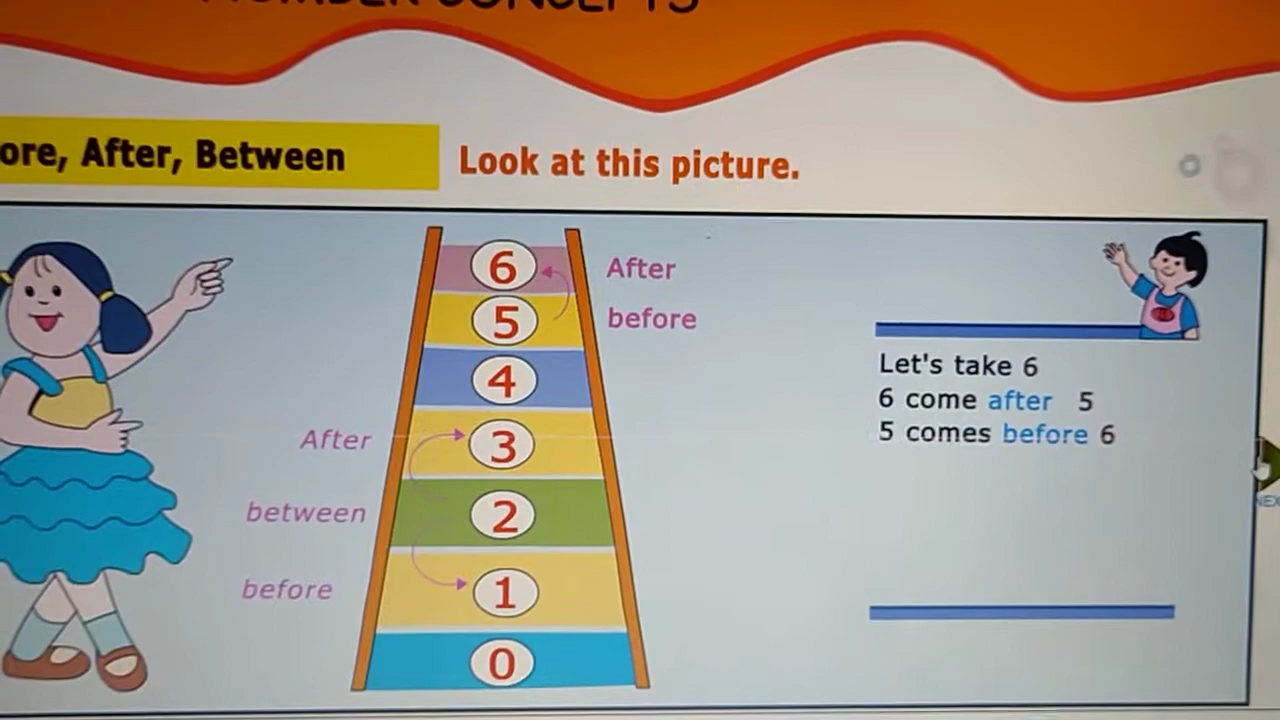 CONCEPTS
After, Between
Look at this picture.
6
After
5
before
4
After
3
between
2
before
1
0
Let's take 6
6 come after 5
5 comes before 6